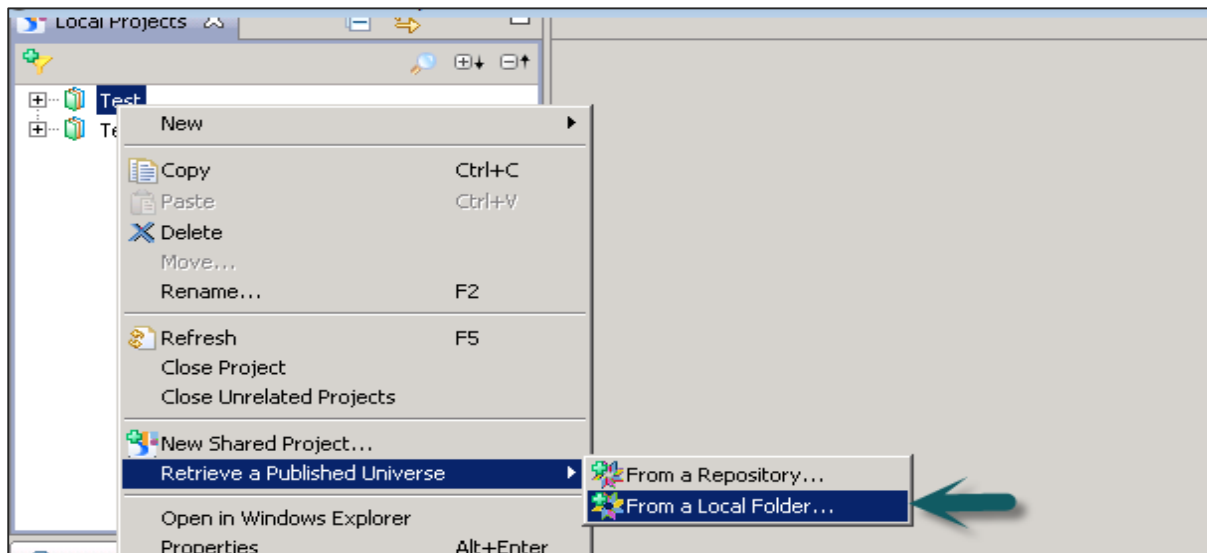 Local Projects
Test
Te
New
Copy Ctrl+C
Paste Ctrl+V
Delete
Move...
Rename... F2
Refresh F5
Close Project
Close Unrelated Projects
New Shared Project...
Retrieve a Published Universe
From a Repository...
From a Local Folder...
Open in Windows Explorer
Properties Alt+Enter